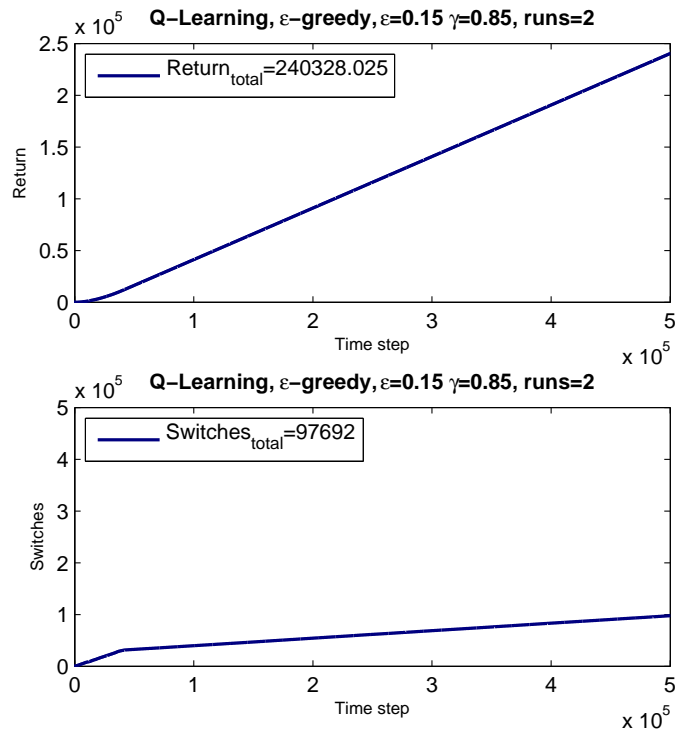 Q−Learning, ε−greedy, ε=0.15 γ=0.85, runs=2
x 10^5
Return_total=240328.025
2.5
2
1.5
1
0.5
0
Return
0 1 2 3 4 5
Time step
x 10^5
Q−Learning, ε−greedy, ε=0.15 γ=0.85, runs=2
x 10^5
Switches_total=97692
5
4
3
2
1
0
Switches
0 1 2 3 4 5
Time step
x 10^5